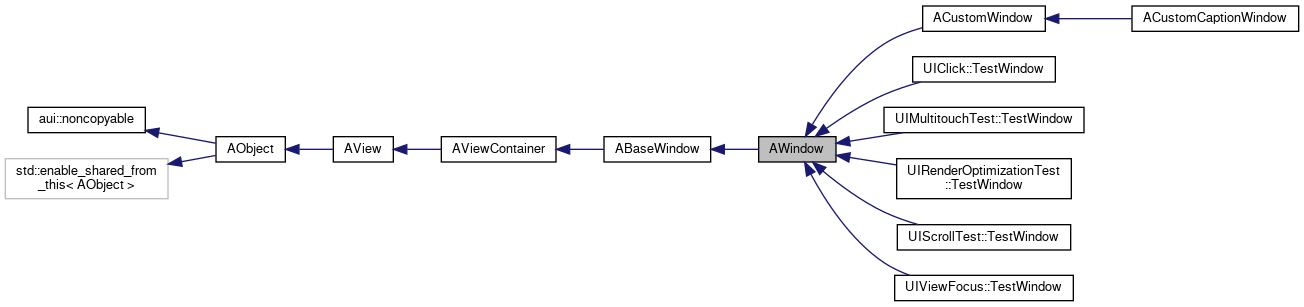 ACustomWindow
ACustomCaptionWindow
UIClick::TestWindow
aui::noncopyable
UIMultitouchTest::TestWindow
AObject
AView
AViewContainer
ABaseWindow
AWindow
std::enable_shared_from
_this< AObject >
UIRenderOptimizationTest
::TestWindow
UIScrollTest::TestWindow
UIViewFocus::TestWindow